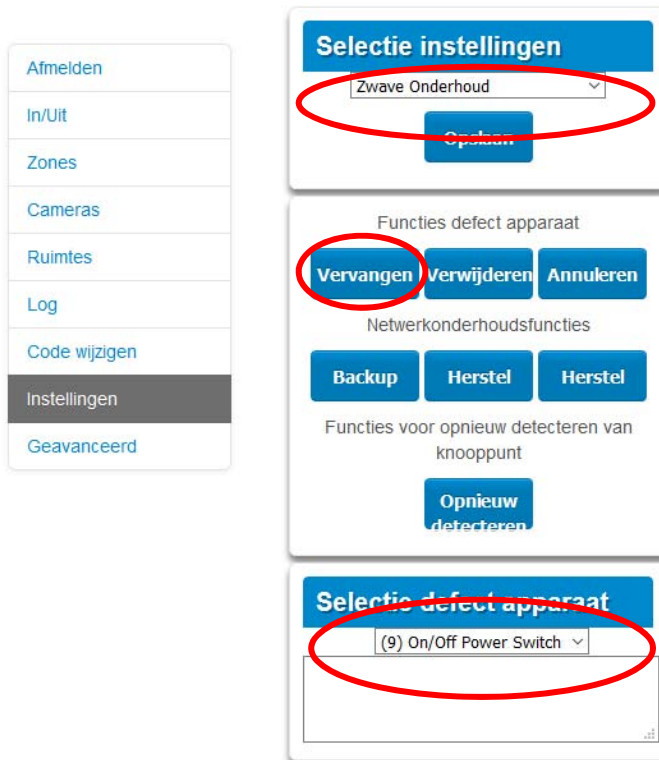 Afmelden
In/Uit
Zones
Cameras
Ruimtes
Log
Code wijzigen
Instellingen
Geavanceerd
Selectie instellingen
Zwave Onderhoud
Opslaan
Functies defect apparaat
Vervangen Verwijderen Annuleren
Netwerkonderhoudsfuncties
Backup Herstel Herstel
Functies voor opnieuw detecteren van
knooppunt
Opnieuw
detecteren
Selectie defect apparaat
(9) On/Off Power Switch